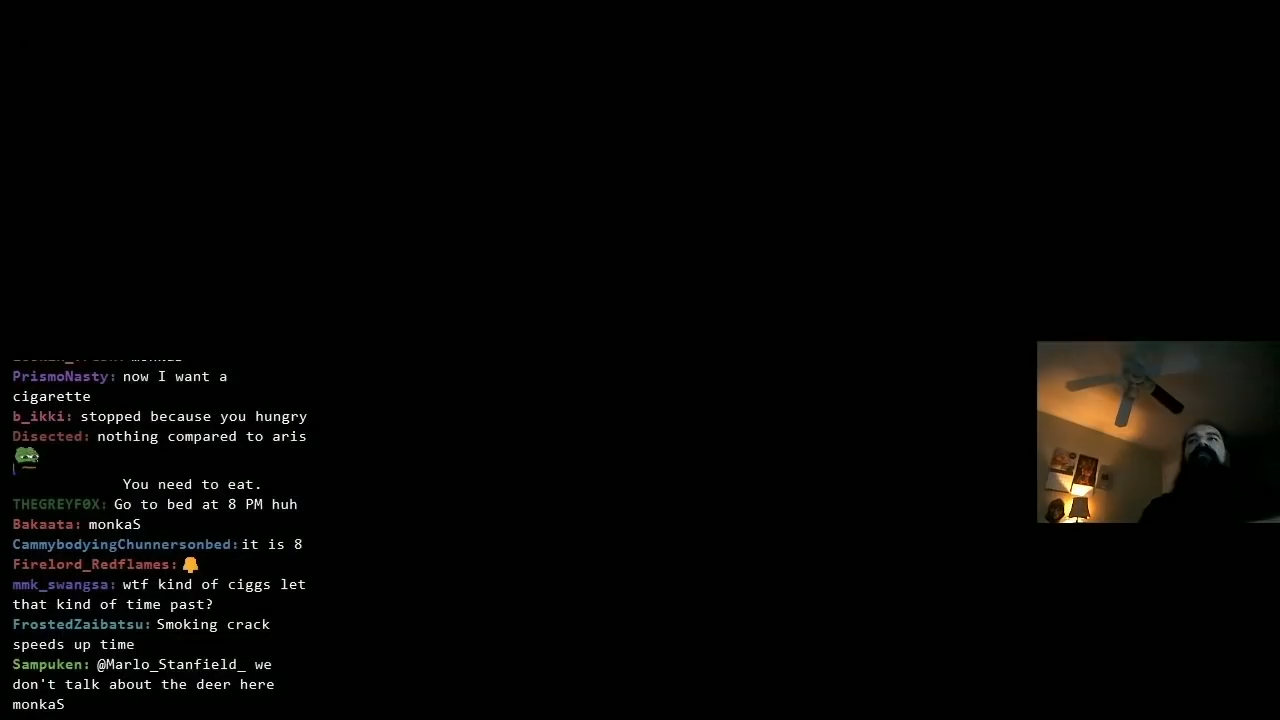 PrismoNasty: now I want a
cigarette
b_ikki: stopped because you hungry
Disected: nothing compared to aris
You need to eat.
THEGREYF0X: Go to bed at 8 PM huh
Bakaata: monkaS
CammybodyingChunnersonbed: it is 8
Firelord_Redflames:
mmk_swangsa: wtf kind of ciggs let
that kind of time past?
FrostedZaibatsu: Smoking crack
speeds up time
Sampuken: @Marlo_Stanfield_ we
don't talk about the deer here
monkaS